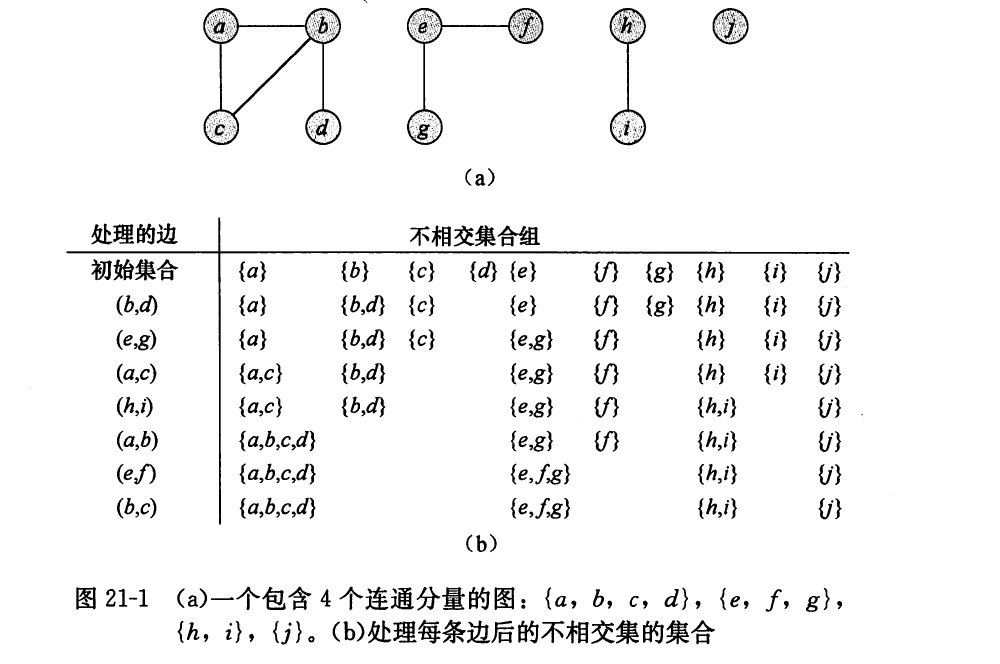 a b e f h j
c d g i
（a）
处理的边 不相交集合组
初始集合 {a} {b} {c} {d} {e} {f} {g} {h} {i} {j}
(b,d) {a} {b,d} {c} {e} {f} {g} {h} {i} {j}
(e,g) {a} {b,d} {c} {e,g} {f} {h} {i} {j}
(a,c) {a,c} {b,d} {e,g} {f} {h} {i} {j}
(h,i) {a,c} {b,d} {e,g} {f} {h,i} {j}
(a,b) {a,b,c,d} {e,g} {f} {h,i} {j}
(e,f) {a,b,c,d} {e,f,g} {h,i} {j}
(b,c) {a,b,c,d} {e,f,g} {h,i} {j}
（b）
图 21-1 （a）一个包含 4 个连通分量的图：{a，b，c，d}，{e，f，g}，
{h，i}，{j}。（b）处理每条边后的不相交集的集合